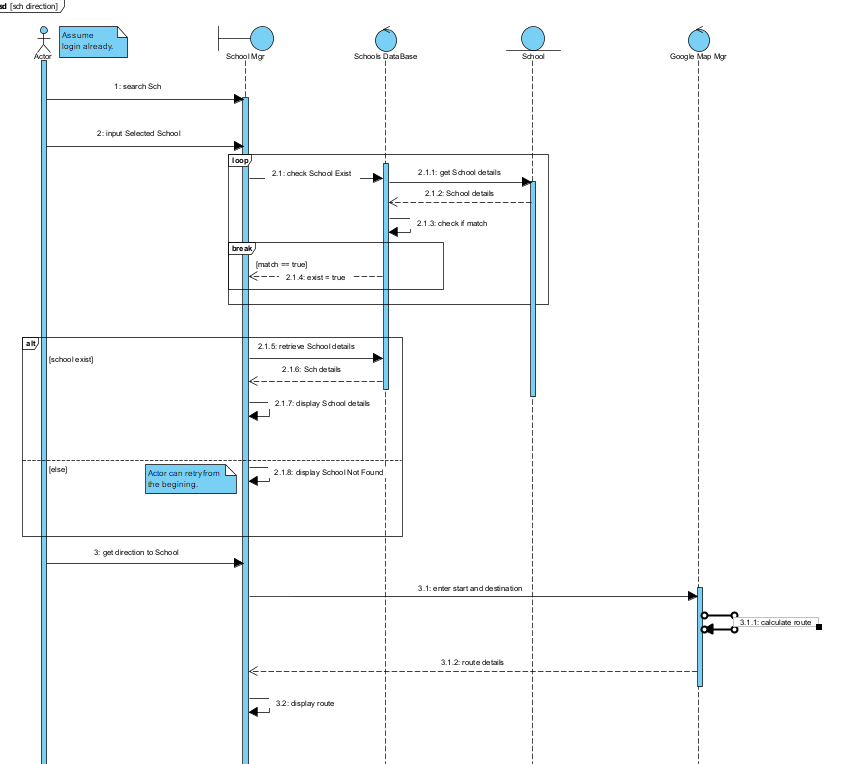 sd [sch direction]
Assume
login already.
Actor
School Mgr
Schools DataBase
School
Google Map Mgr
1: search Sch
2: input Selected School
loop
2.1: check School Exist
2.1.1: get School details
2.1.2: School details
2.1.3: check if match
break
[match == true]
2.1.4: exist = true
alt
2.1.5: retrieve School details
[school exist]
2.1.6: Sch details
2.1.7: display School details
[else]
Actor can retry from
the begining.
2.1.8: display School Not Found
3: get direction to School
3.1: enter start and destination
3.1.1: calculate route
3.1.2: route details
3.2: display route